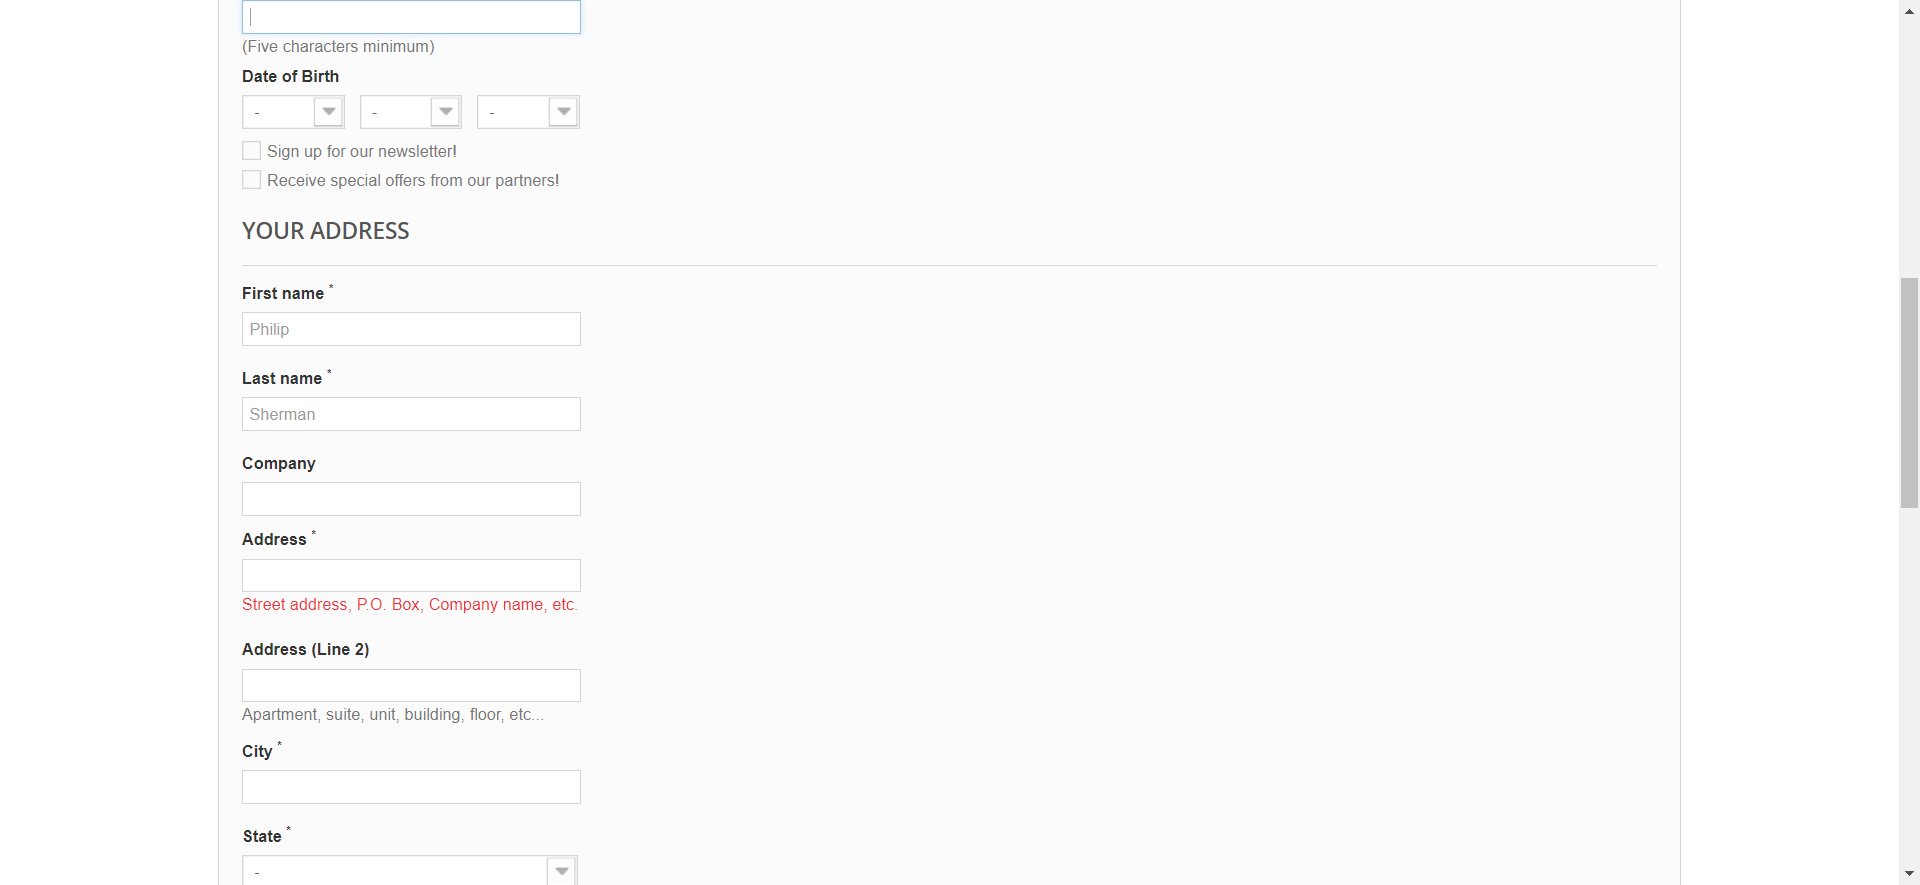 (Five characters minimum)
Date of Birth
- - -
Sign up for our newsletter!
Receive special offers from our partners!
YOUR ADDRESS
First name *
Philip
Last name *
Sherman
Company
Address *
Street address, P.O. Box, Company name, etc.
Address (Line 2)
Apartment, suite, unit, building, floor, etc...
City *
State *
-